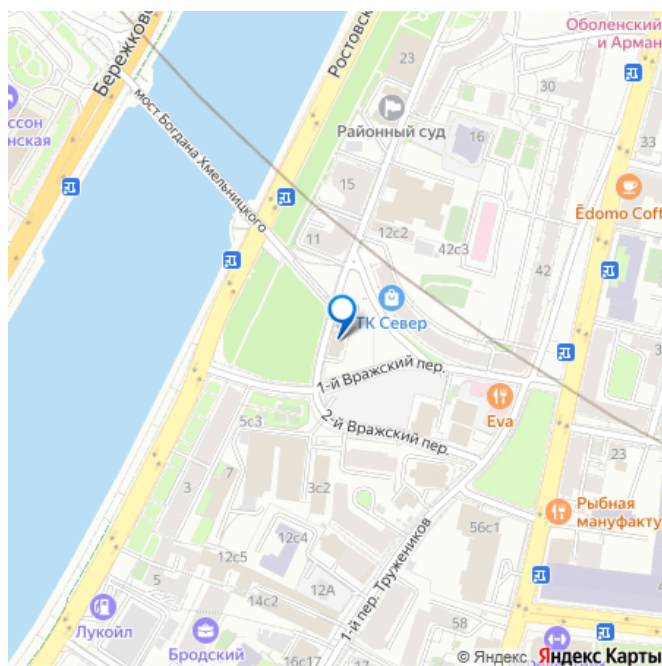 Оболенский
и Арман
Бережково
Ростовск
23
30
Районный суд
16
33
ссон
нская
мост Богдана Хмельницкого
15
Ēdomo Coff
12с2
42с3
11
42
ТК Север
1-й Вражский пер.
Eva
2-й Вражский пер.
5с3
7
3
3с2
23
Рыбная
мануфакту
56с1
12с4
12с5
12А
5
14с2
1-й пер. Тружеников
58
Лукойл
Бродский
16с17
© Яндекс
Яндекс Карты